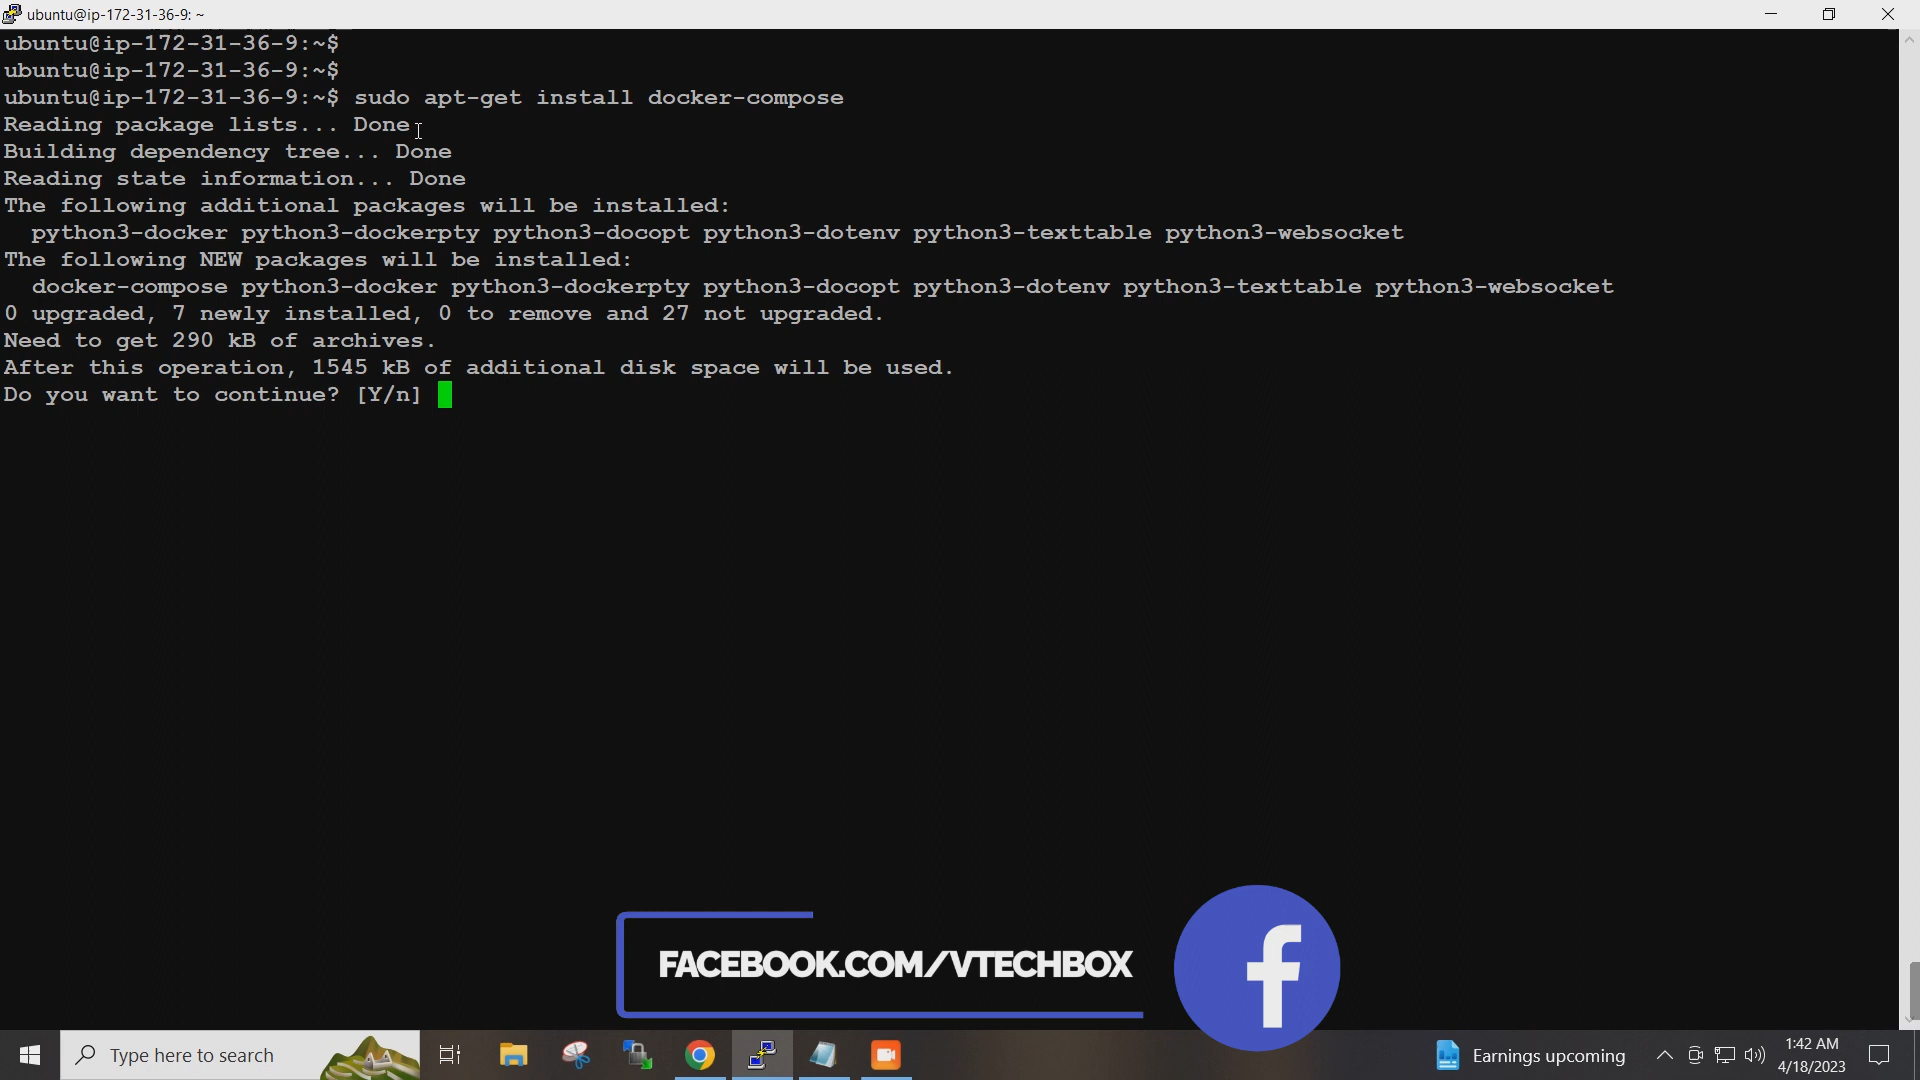 ubuntu@ip-172-31-36-9: ~
ubuntu@ip-172-31-36-9:~$
ubuntu@ip-172-31-36-9:~$
ubuntu@ip-172-31-36-9:~$ sudo apt-get install docker-compose
Reading package lists... Done
Building dependency tree... Done
Reading state information... Done
The following additional packages will be installed:
  python3-docker python3-dockerpty python3-docopt python3-dotenv python3-texttable python3-websocket
The following NEW packages will be installed:
  docker-compose python3-docker python3-dockerpty python3-docopt python3-dotenv python3-texttable python3-websocket
0 upgraded, 7 newly installed, 0 to remove and 27 not upgraded.
Need to get 290 kB of archives.
After this operation, 1545 kB of additional disk space will be used.
Do you want to continue? [Y/n]
FACEBOOK.COM/VTECHBOX
Type here to search
Earnings upcoming
1:42 AM
4/18/2023